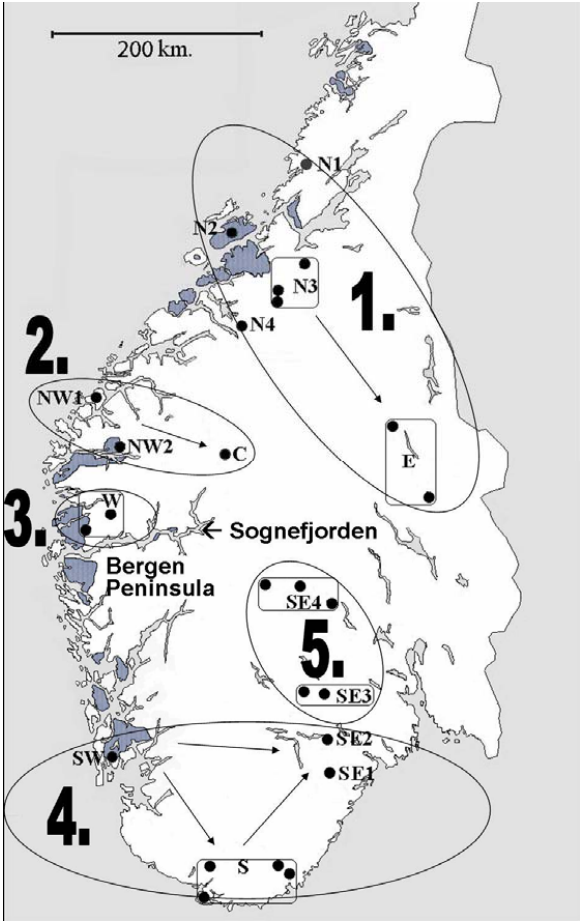 200 km.
N1
N2
N3
1.
N4
2.
NW1
NW2
C
E
3.
W
← Sognefjorden
Bergen
Peninsula
SE4
5.
SE3
SE2
SW
SE1
4.
S